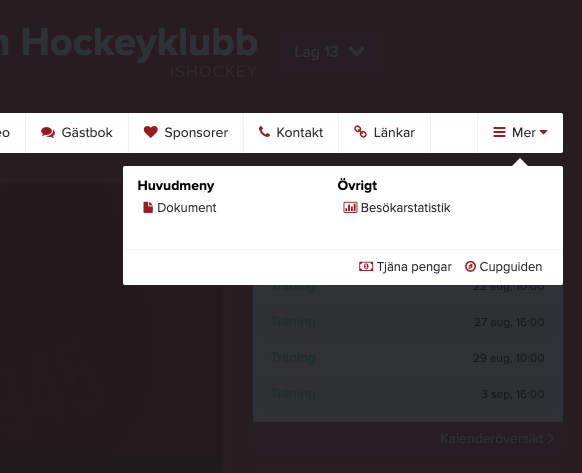 n Hockeyklubb
ISHOCKEY
Lag 13
eo Gästbok Sponsorer Kontakt Länkar Mer
Huvudmeny Övrigt
Dokument Besökarstatistik
Tjäna pengar Cupguiden
Träning 22 aug, 16:00
Träning 27 aug, 16:00
Träning 29 aug, 10:00
Träning 3 sep, 16:00
Kalenderöversikt